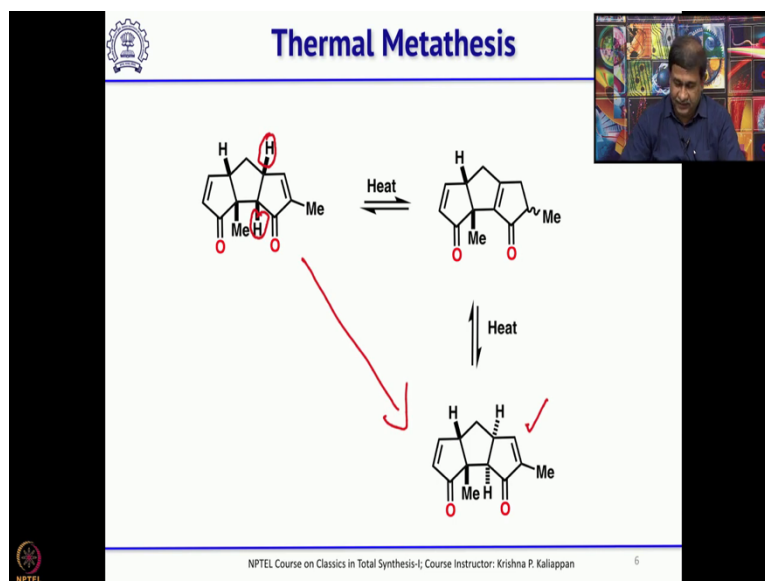 Thermal Metathesis
H
H
Me
Me H
O
O
Heat
H
Me
Me
O
O
Heat
H
H
Me
Me H
O
O
NPTEL Course on Classics in Total Synthesis-I; Course Instructor: Krishna P. Kaliappan
6
NPTEL